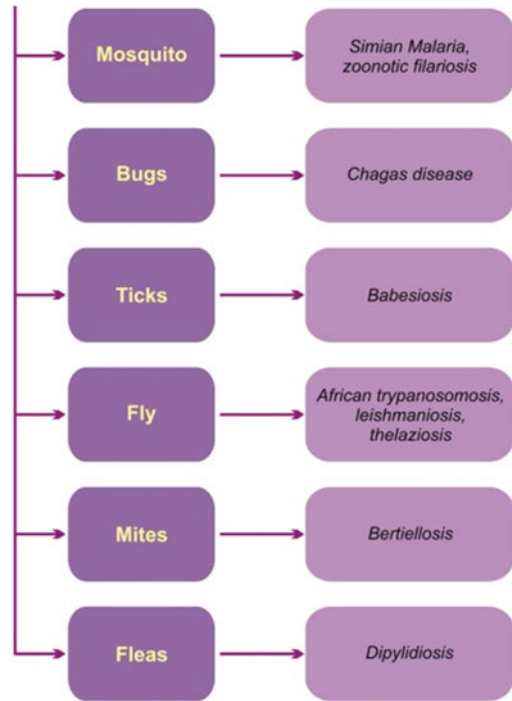 Mosquito
Simian Malaria,
zoonotic filariosis
Bugs
Chagas disease
Ticks
Babesiosis
Fly
African trypanosomosis,
leishmaniosis,
thelaziosis
Mites
Bertiellosis
Fleas
Dipylidiosis